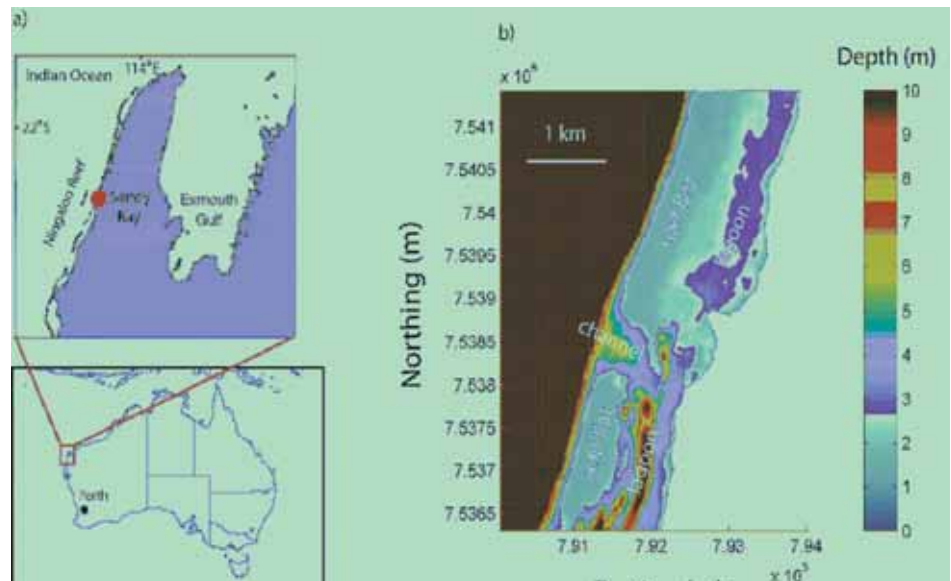 a)
Indian Ocean
114°E
22°S
Ningaloo Reef
Sandy
Bay
Exmouth
Gulf
Perth
b)
Depth (m)
x 10⁶
1 km
Northing (m)
7.541
7.5405
7.54
7.5395
7.539
7.5385
7.538
7.5375
7.537
7.5365
lagoon
channel
lagoon
10
9
8
7
6
5
4
3
2
1
0
7.91
7.92
7.93
7.94
x 10³